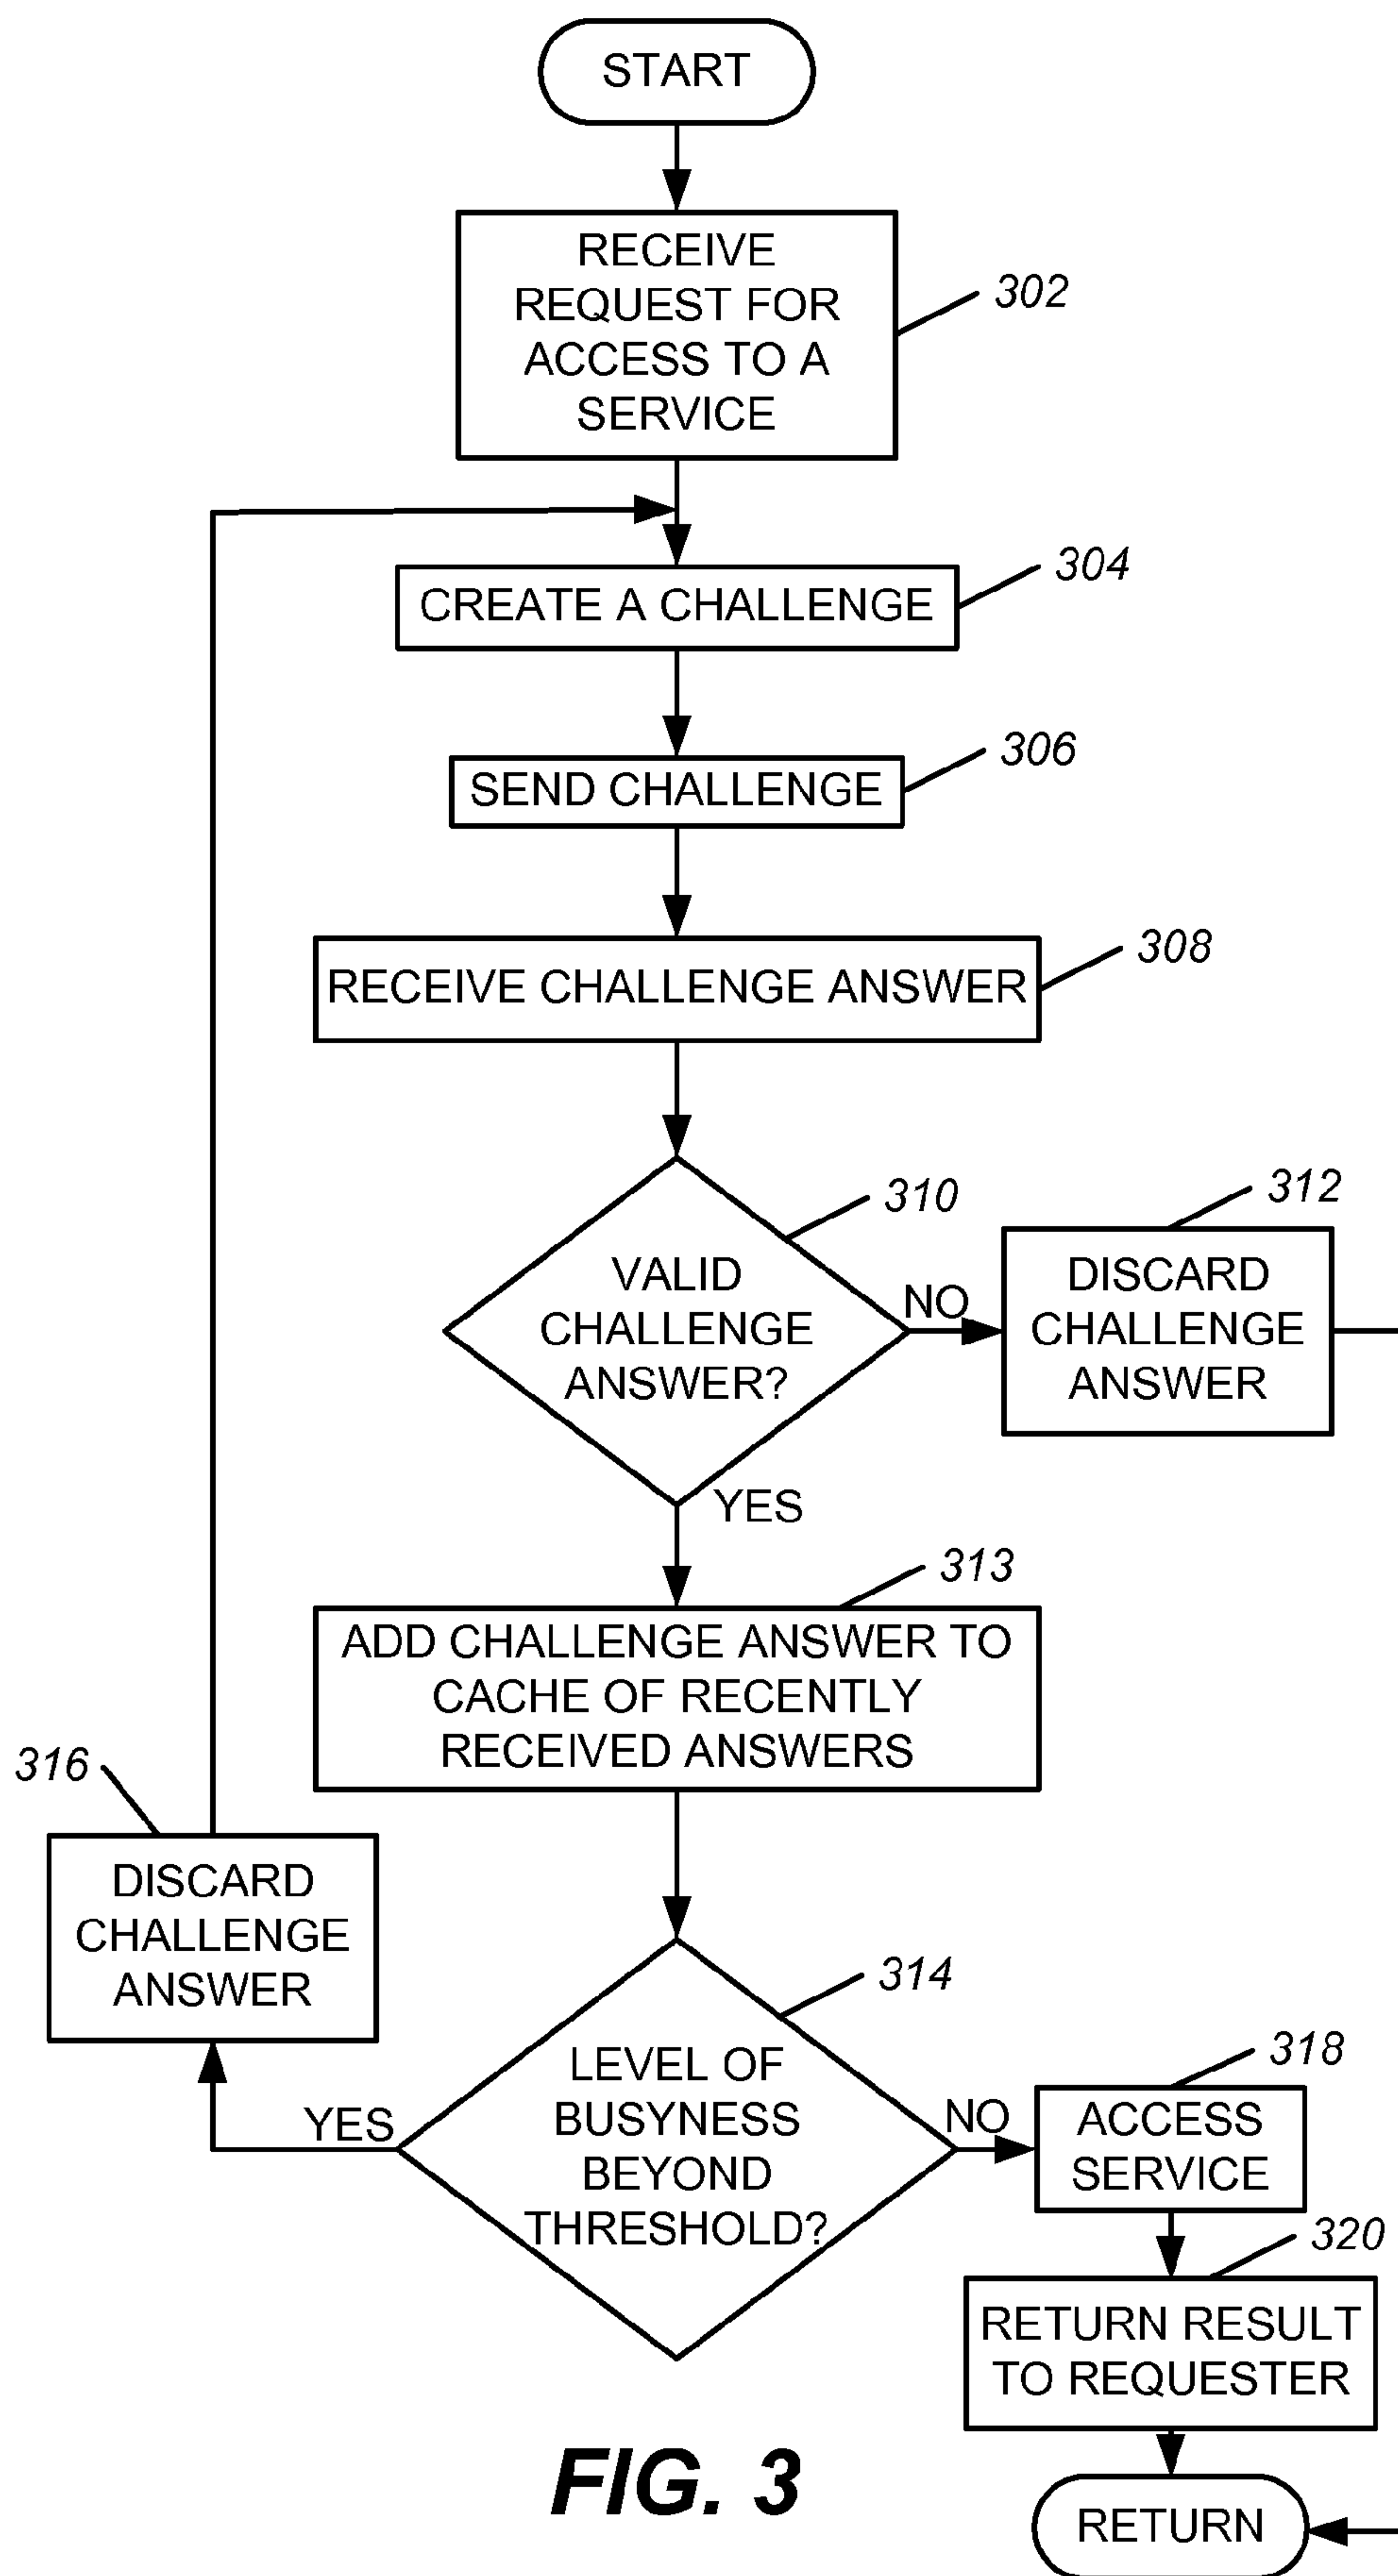 START
RECEIVE
REQUEST FOR
ACCESS TO A
SERVICE
302
CREATE A CHALLENGE
304
SEND CHALLENGE
306
RECEIVE CHALLENGE ANSWER
308
VALID
CHALLENGE
ANSWER?
310
NO
DISCARD
CHALLENGE
ANSWER
312
YES
ADD CHALLENGE ANSWER TO
CACHE OF RECENTLY
RECEIVED ANSWERS
313
316
DISCARD
CHALLENGE
ANSWER
LEVEL OF
BUSYNESS
BEYOND
THRESHOLD?
314
YES
NO
ACCESS
SERVICE
318
RETURN RESULT
TO REQUESTER
320
RETURN
FIG. 3